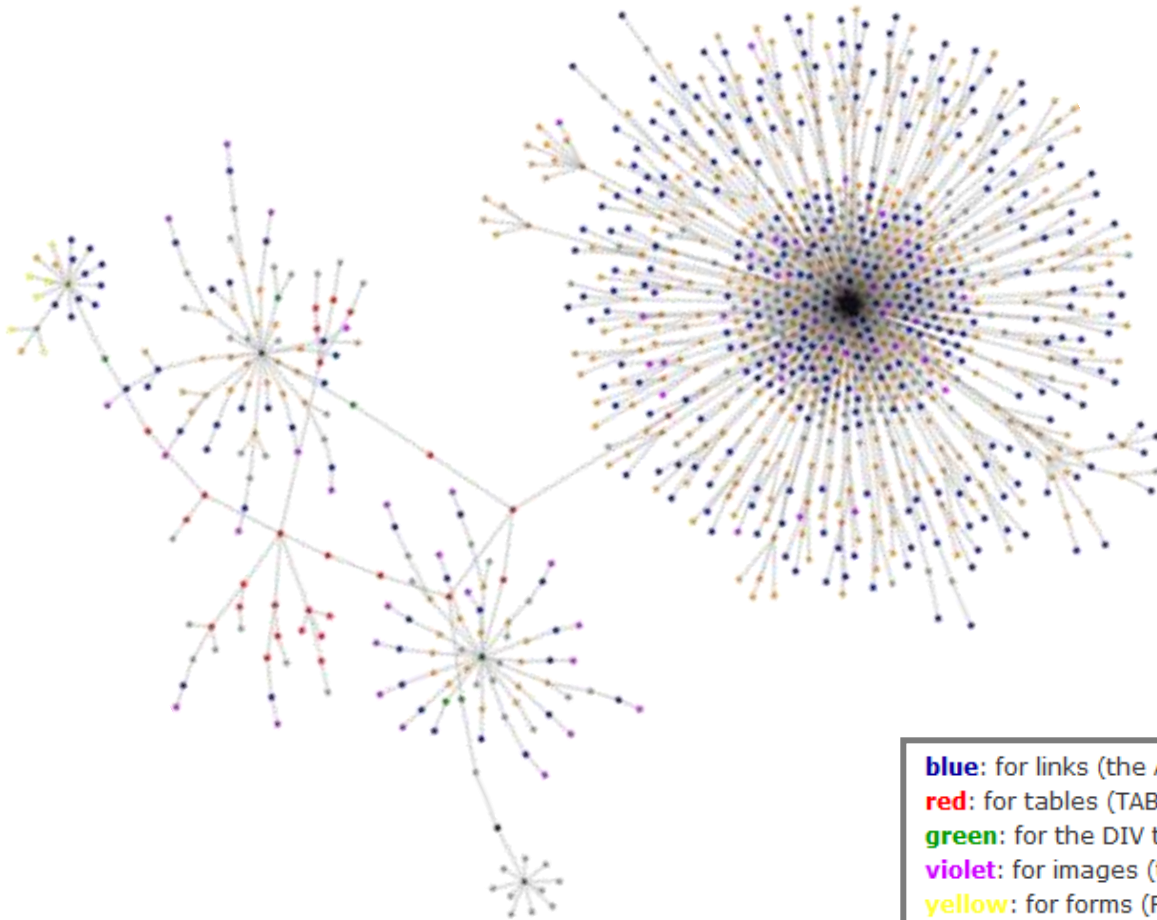 blue: for links (the A
red: for tables (TAB
green: for the DIV t
violet: for images (
yellow: for forms (F